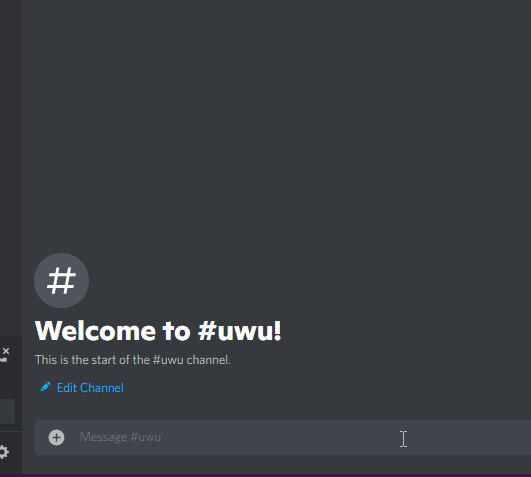 #
Welcome to #uwu!
This is the start of the #uwu channel.
Edit Channel
Message #uwu